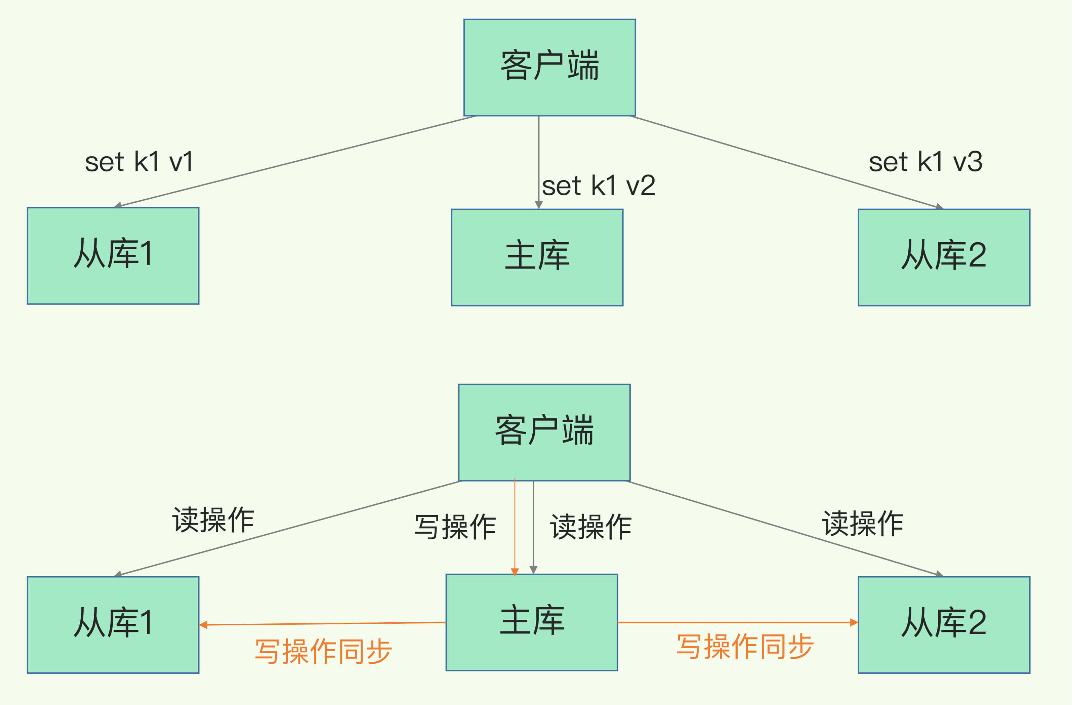 客户端
set k1 v1
set k1 v2
set k1 v3
从库1
主库
从库2
客户端
读操作
写操作
读操作
读操作
从库1
主库
从库2
写操作同步
写操作同步